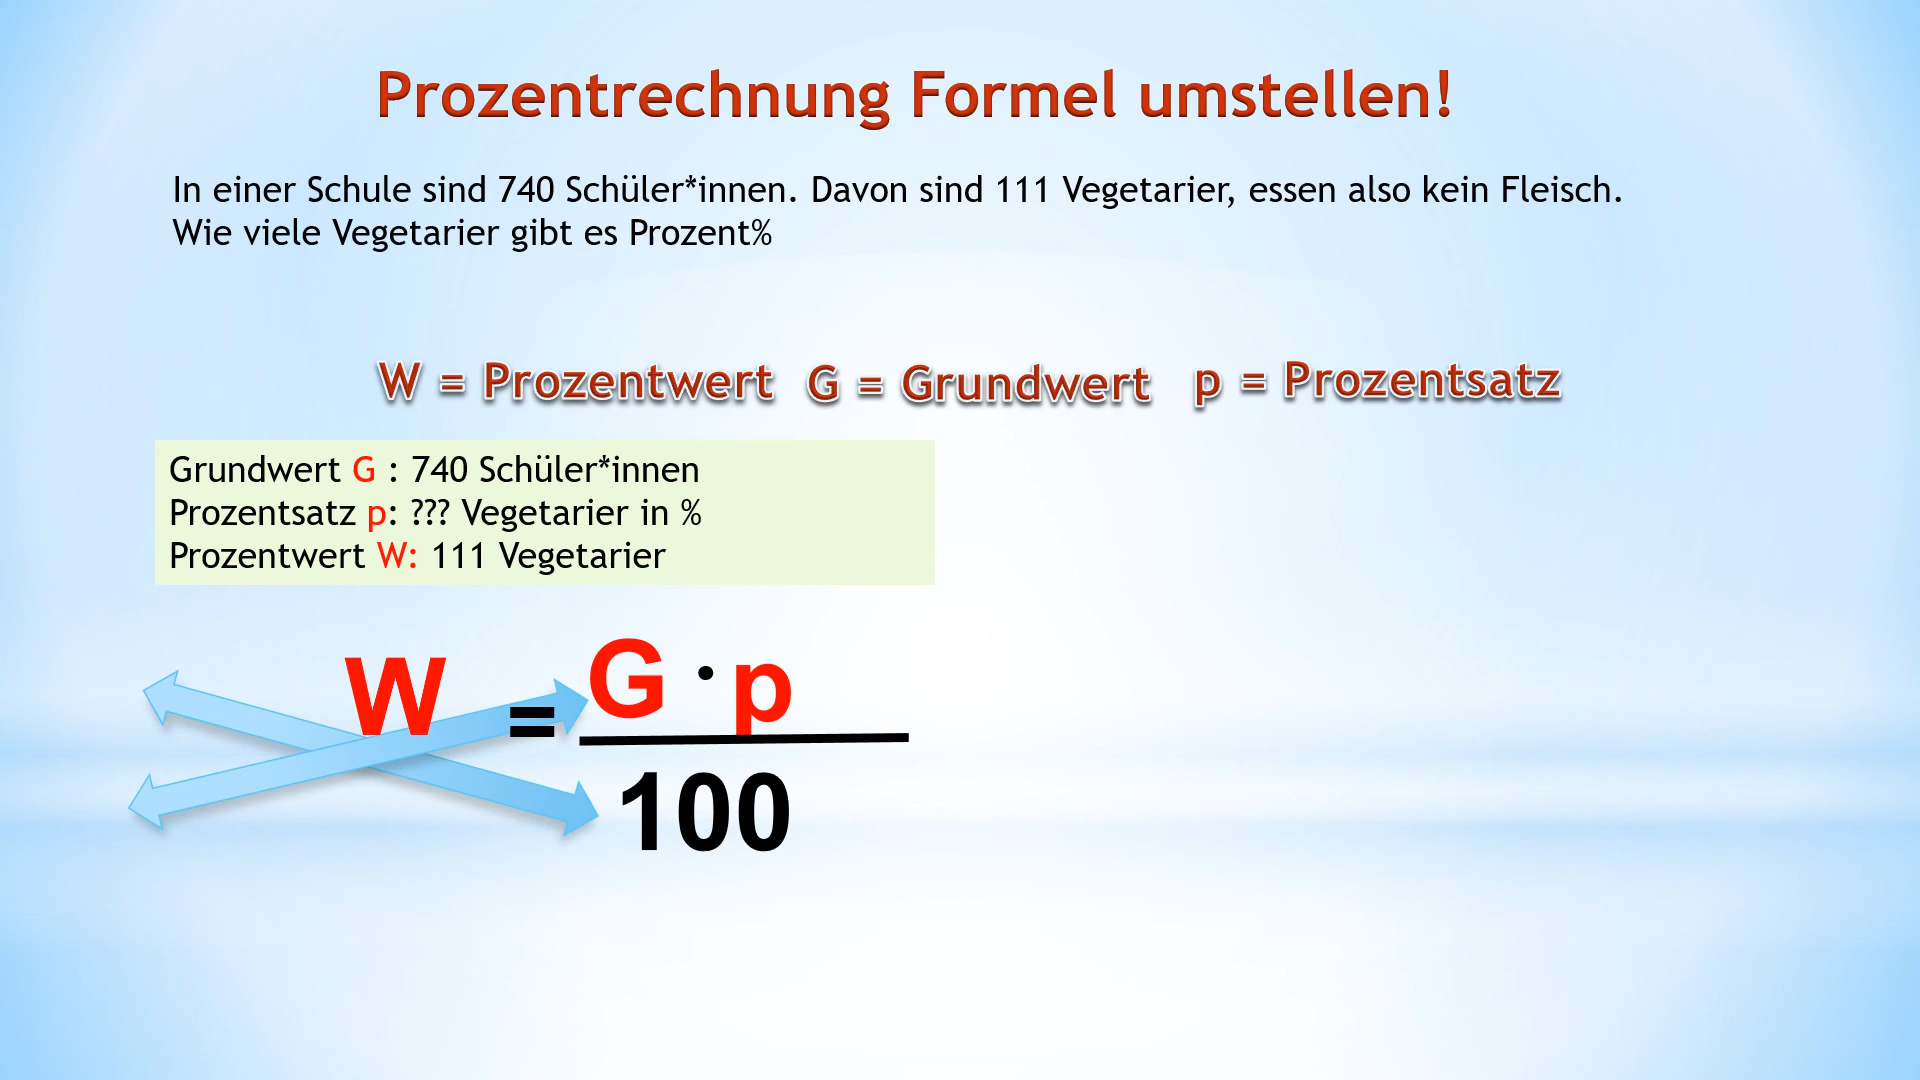 Prozentrechnung Formel umstellen!
In einer Schule sind 740 Schüler*innen. Davon sind 111 Vegetarier, essen also kein Fleisch.
Wie viele Vegetarier gibt es Prozent%
W = Prozentwert G = Grundwert p = Prozentsatz
Grundwert G : 740 Schüler*innen
Prozentsatz p: ??? Vegetarier in %
Prozentwert W: 111 Vegetarier
W = G · p
100